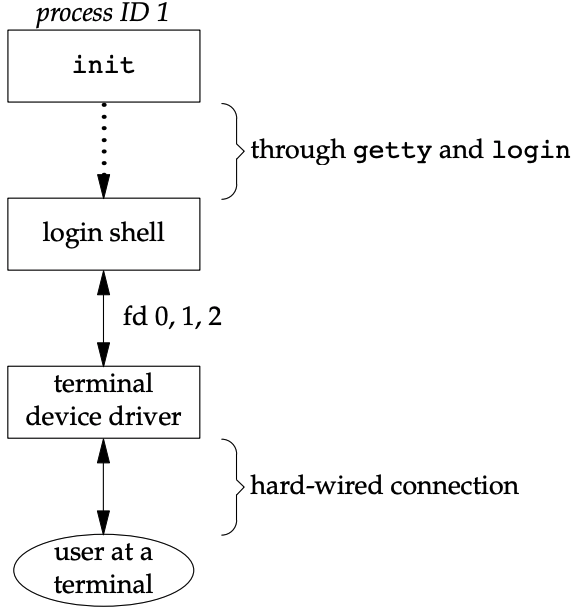 process ID 1
init
through getty and login
login shell
fd 0, 1, 2
terminal
device driver
hard-wired connection
user at a
terminal